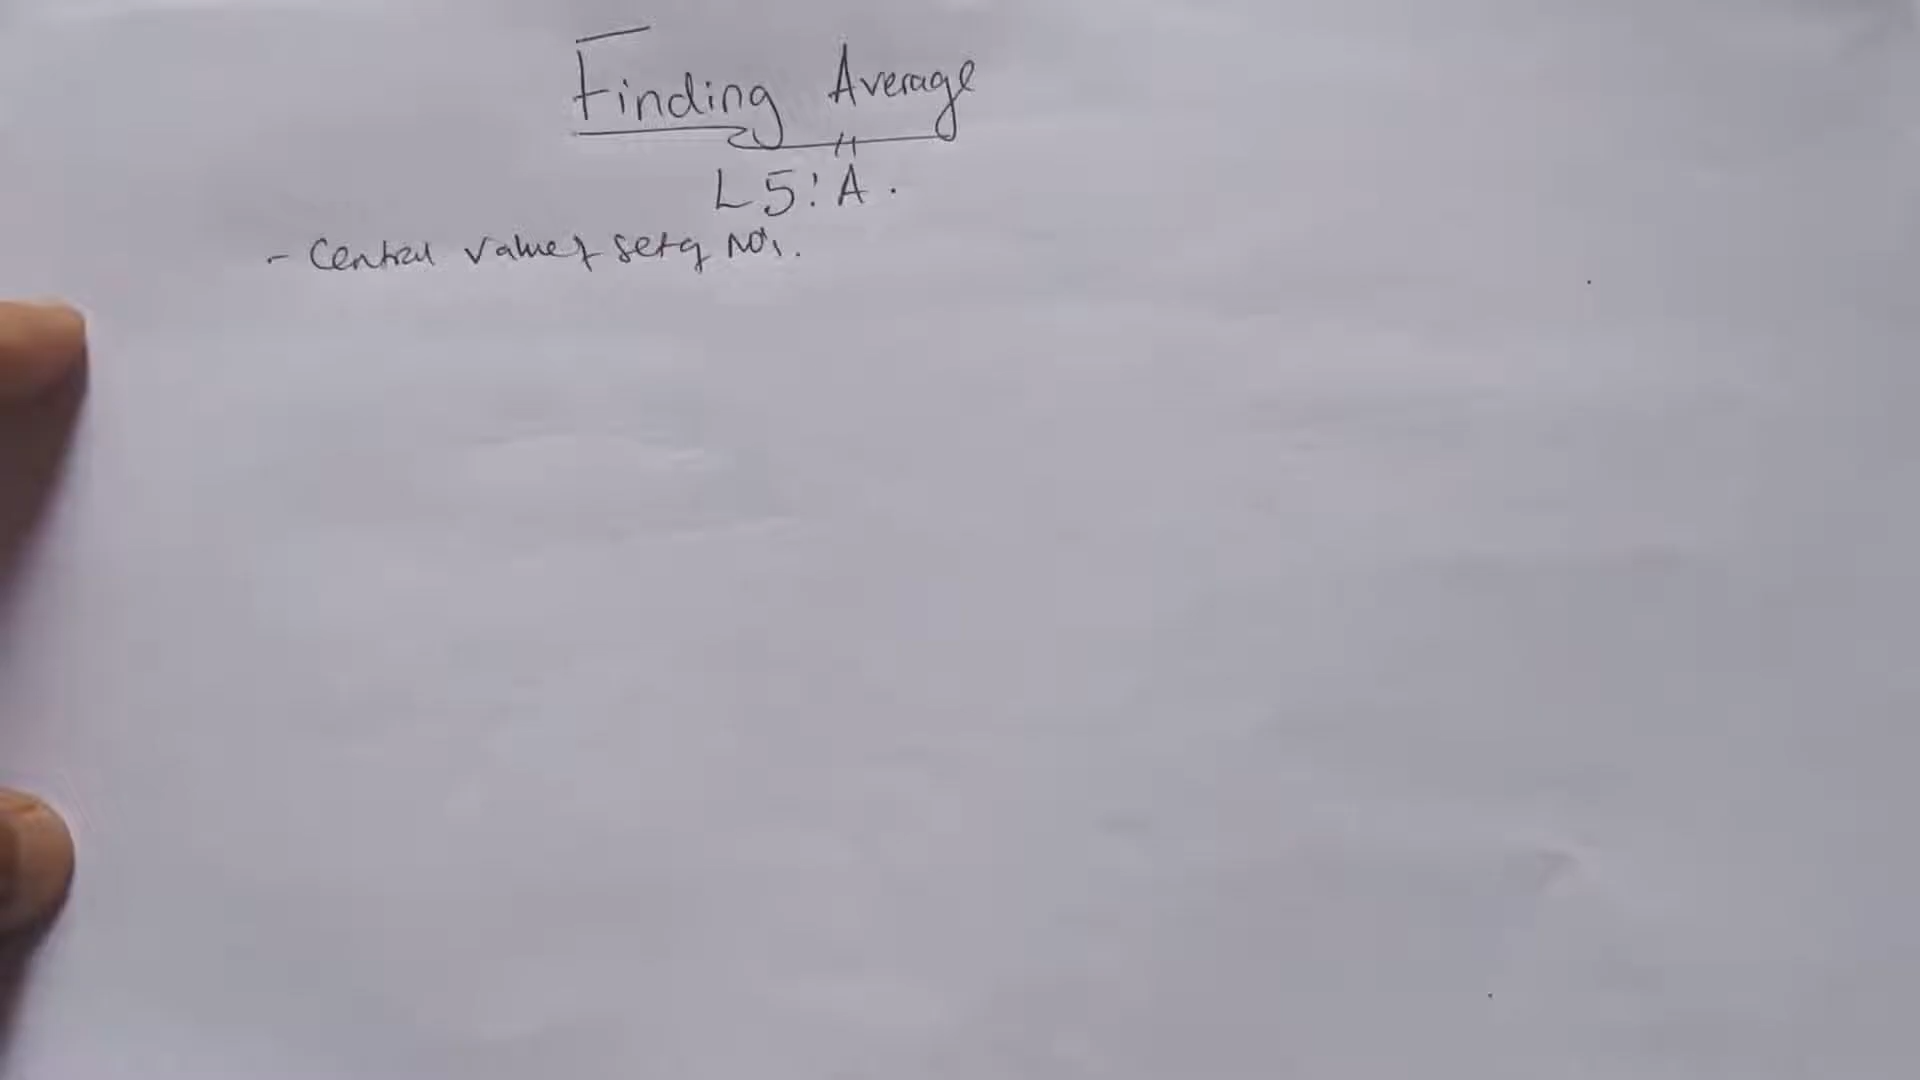 Finding Average
L5:A.
- Central value of set of No's.